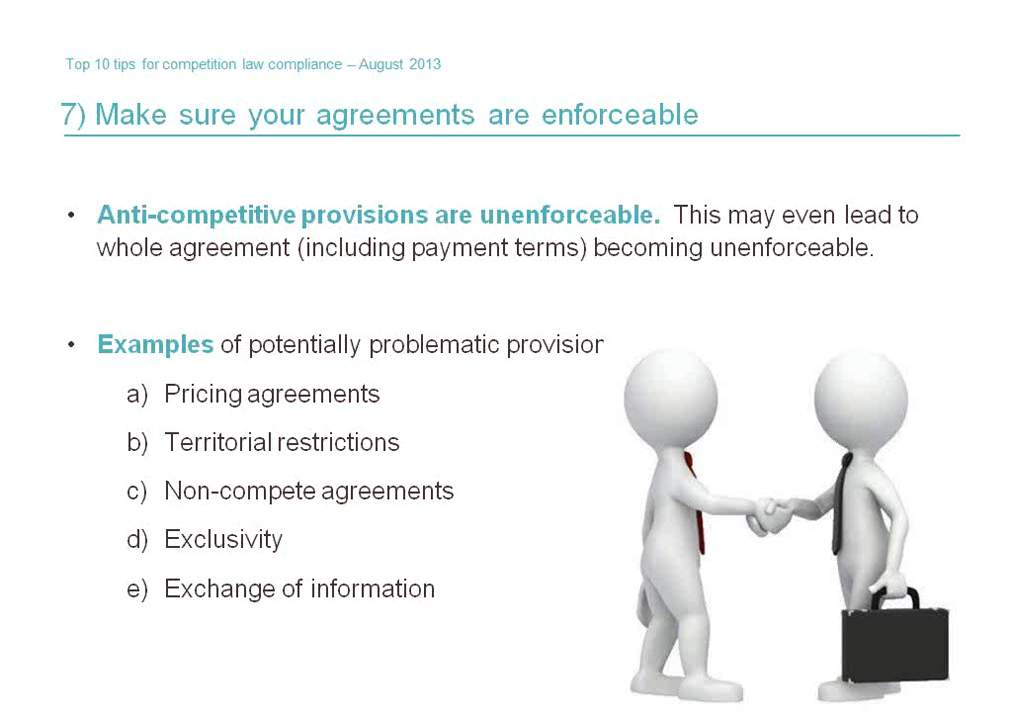 Top 10 tips for competition law compliance – August 2013
7) Make sure your agreements are enforceable
• Anti-competitive provisions are unenforceable. This may even lead to
whole agreement (including payment terms) becoming unenforceable.
• Examples of potentially problematic provision
a) Pricing agreements
b) Territorial restrictions
c) Non-compete agreements
d) Exclusivity
e) Exchange of information